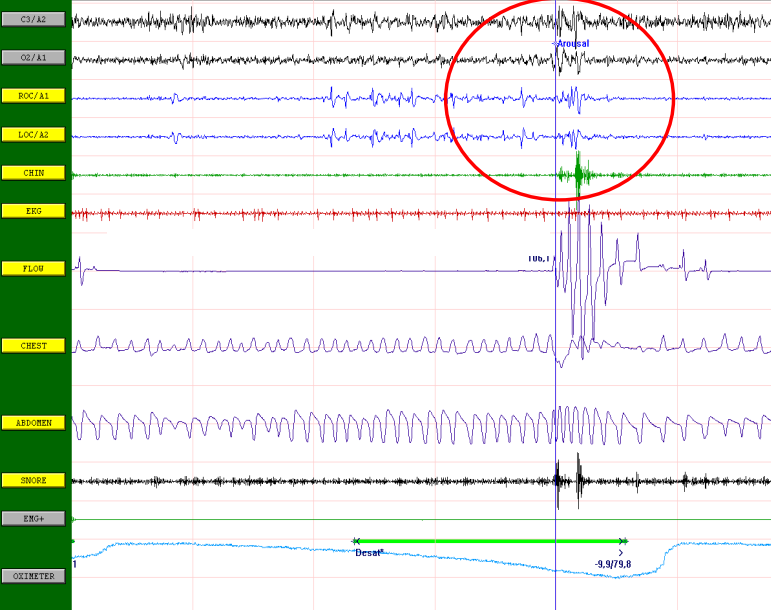 C3/A2
Arousal
O2/A1
ROC/A1
LOC/A2
CHIN
EKG
106,1
FLOW
CHEST
ABDOMEN
SNORE
EMG+
Desat*
1
-9,9/79,8
OXIMETER